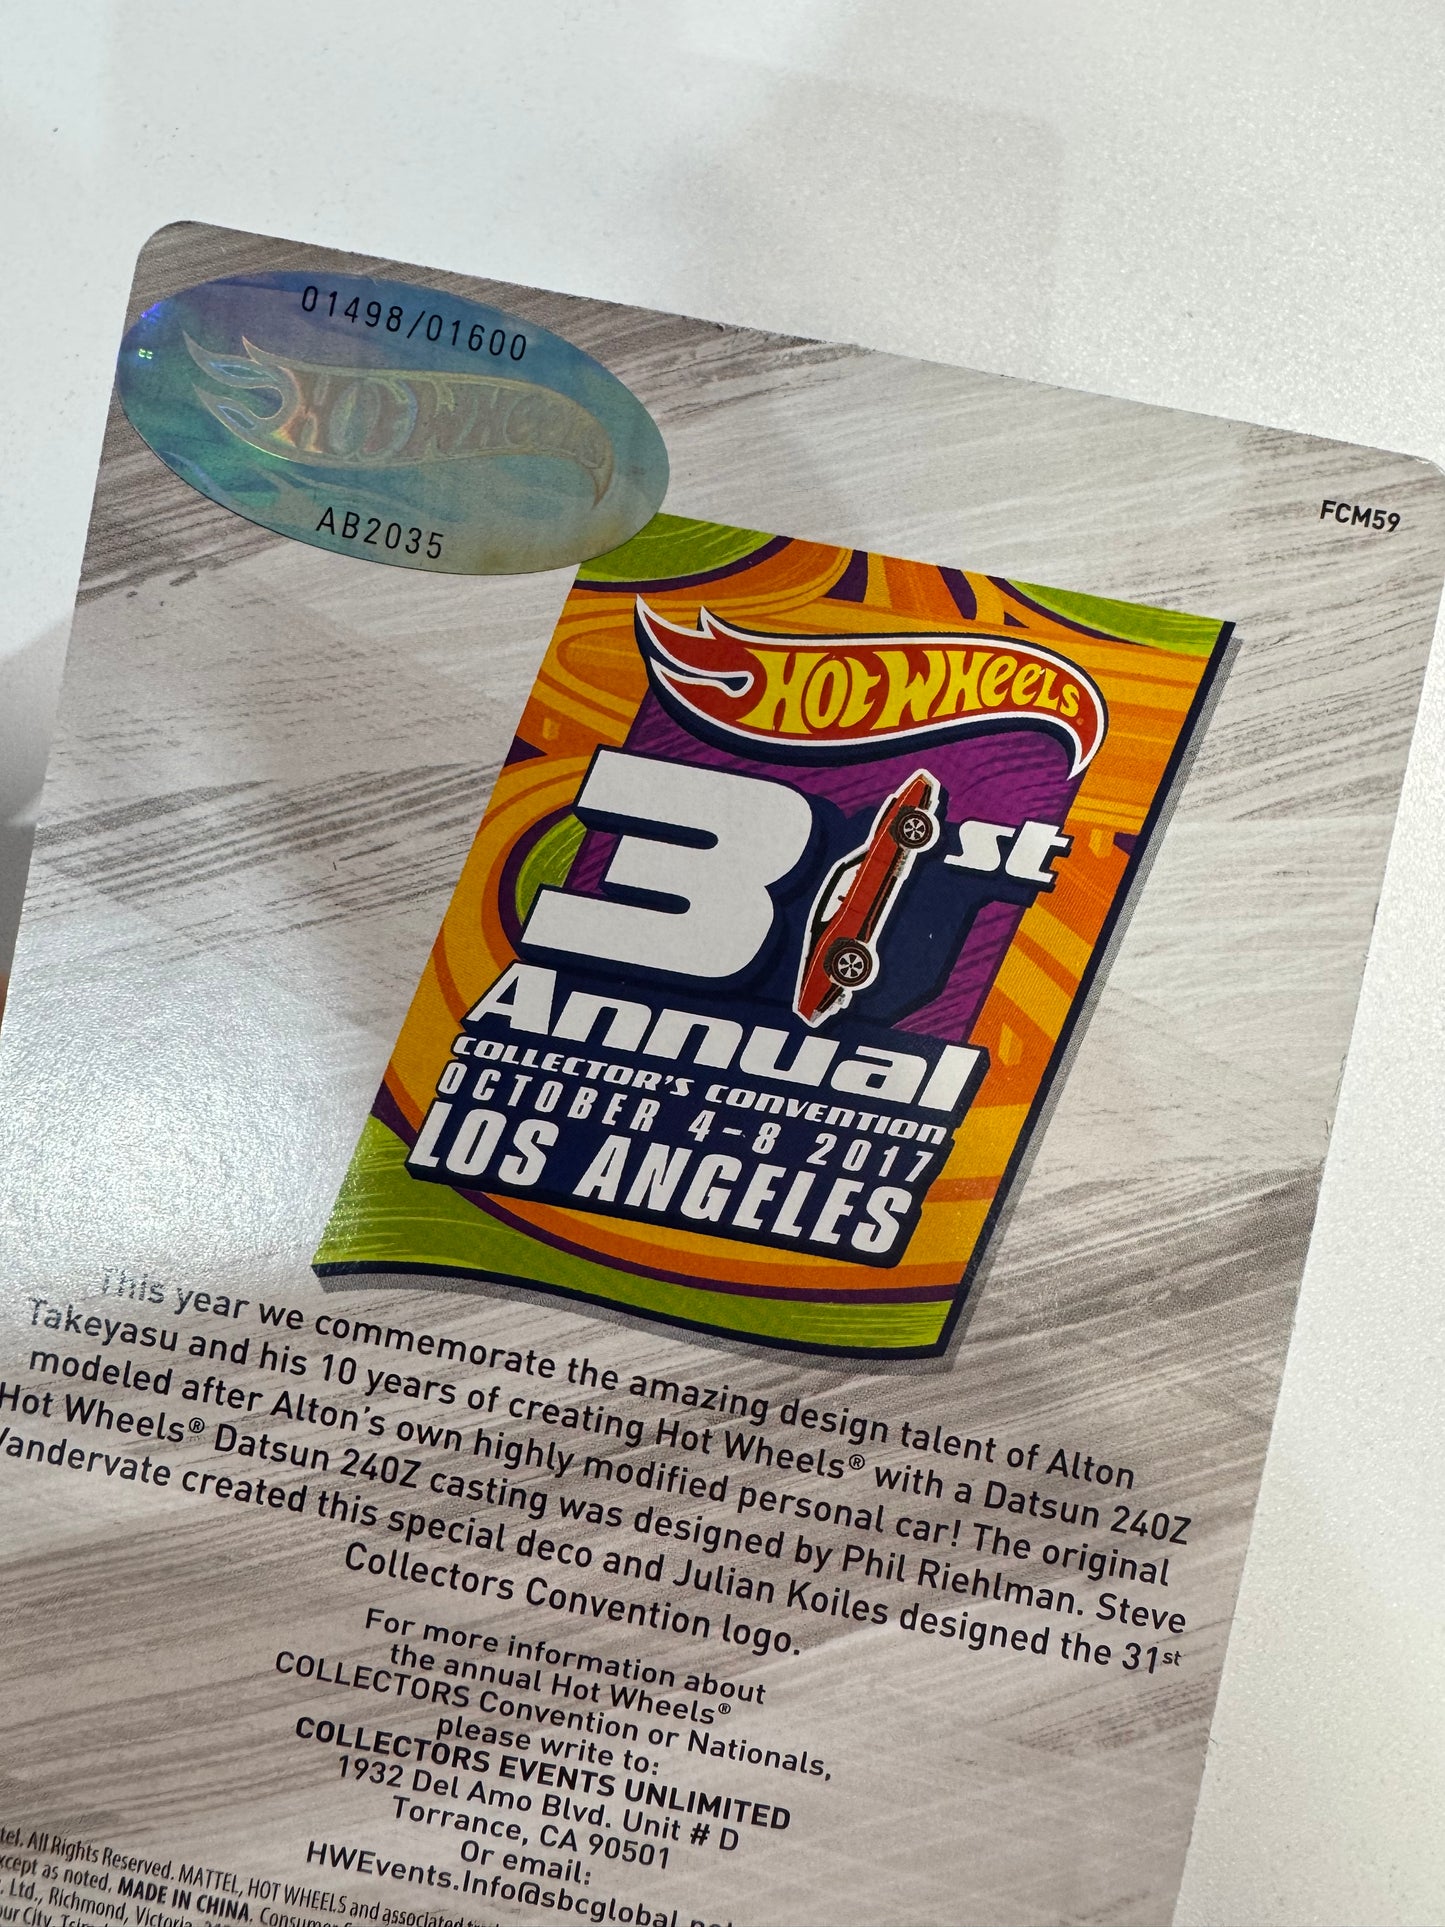 01498/01600
HOT WHEELS
AB2035
FCM59
HOT WHEELS
31st
Annual
COLLECTOR'S CONVENTION
OCTOBER 4-8 2017
LOS ANGELES
This year we commemorate the amazing design talent of Alton
Takeyasu and his 10 years of creating Hot Wheels® with a Datsun 240Z
modeled after Alton's own highly modified personal car! The original
Hot Wheels® Datsun 240Z casting was designed by Phil Riehlman. Steve
Vandervate created this special deco and Julian Koiles designed the 31st
Collectors Convention logo.
For more information about
the annual Hot Wheels®
COLLECTORS Convention or Nationals,
please write to:
COLLECTORS EVENTS UNLIMITED
1932 Del Amo Blvd. Unit # D
Torrance, CA 90501
Or email:
HWEvents.Info@sbcglobal.net
All Rights Reserved. MATTEL, HOT WHEELS and associated
except as noted. MADE IN CHINA.
Ltd., Richmond, Victoria